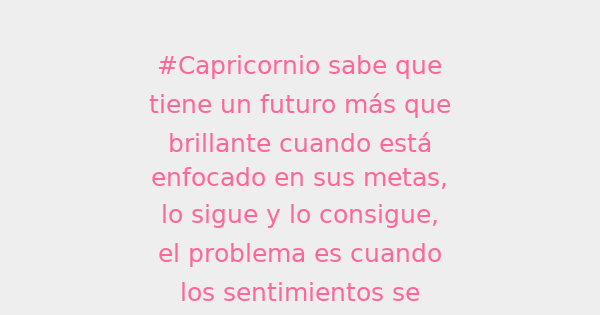 #Capricornio sabe que
tiene un futuro más que
brillante cuando está
enfocado en sus metas,
lo sigue y lo consigue,
el problema es cuando
los sentimientos se